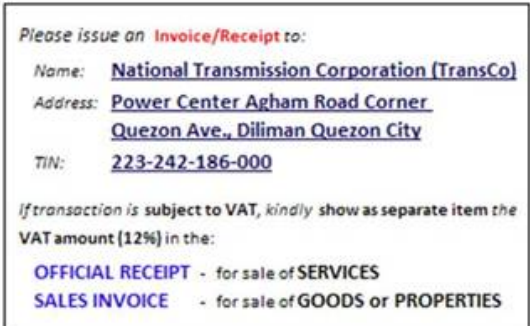 Please issue an Invoice/Receipt to:
Name: National Transmission Corporation (TransCo)
Address: Power Center Agham Road Corner
Quezon Ave., Diliman Quezon City
TIN: 223-242-186-000
If transaction is subject to VAT, kindly show as separate item the
VAT amount (12%) in the:
OFFICIAL RECEIPT - for sale of SERVICES
SALES INVOICE - for sale of GOODS or PROPERTIES